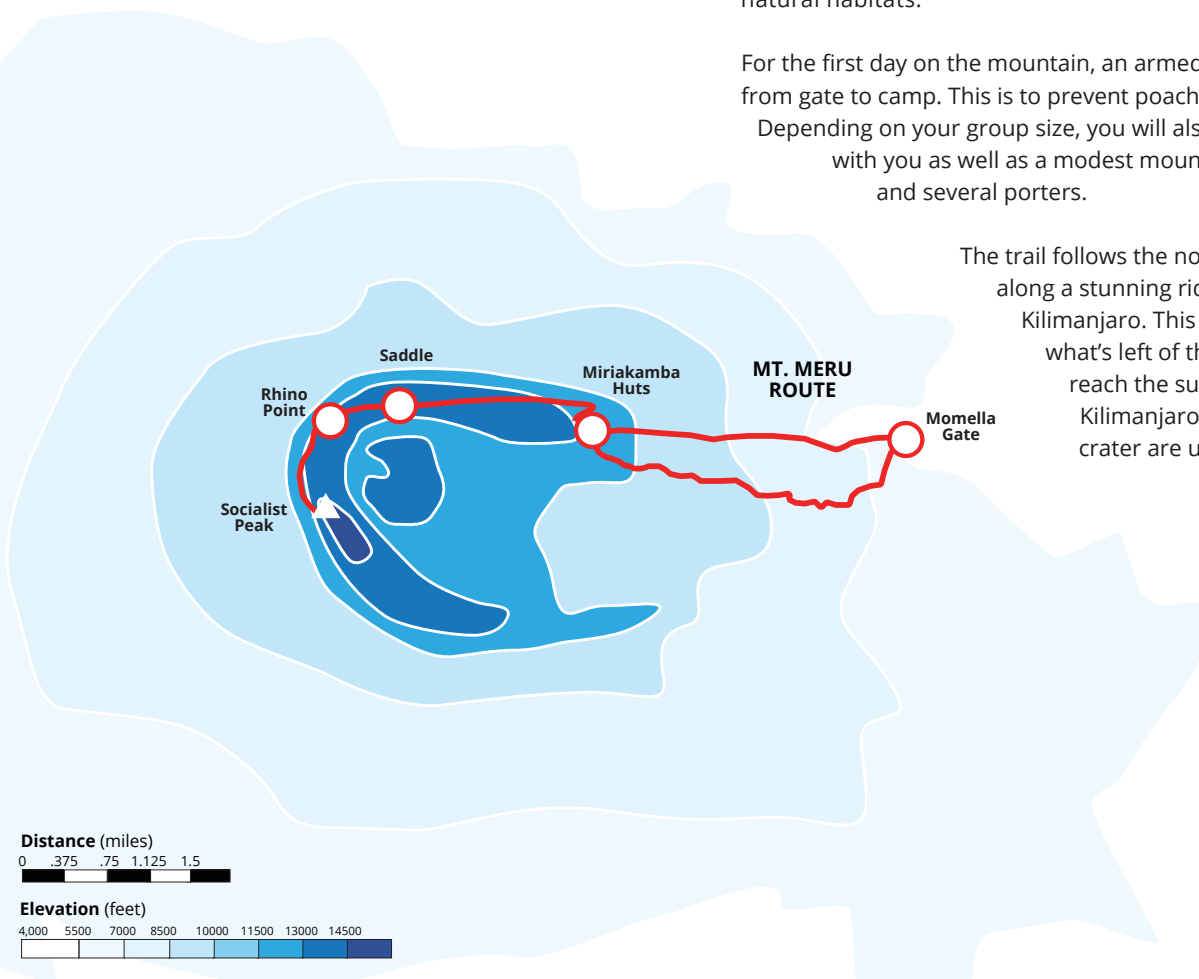 natural habitats.
For the first day on the mountain, an armed
from gate to camp. This is to prevent poach
Depending on your group size, you will als
with you as well as a modest moun
and several porters.
The trail follows the no
along a stunning ric
Kilimanjaro. This
what’s left of th
reach the su
Kilimanjaro
crater are u
Saddle
Rhino
Point
Miriakamba
Huts
MT. MERU
ROUTE
Momella
Gate
Socialist
Peak
Distance (miles)
0 .375 .75 1.125 1.5
Elevation (feet)
4,000 5500 7000 8500 10000 11500 13000 14500